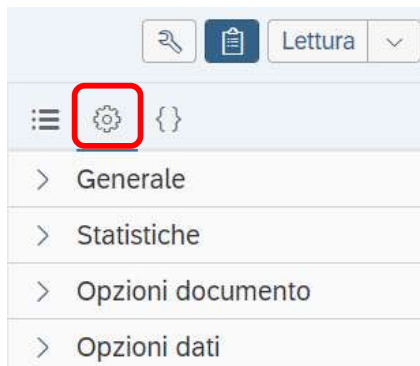 Lettura
{}
Generale
Statistiche
Opzioni documento
Opzioni dati